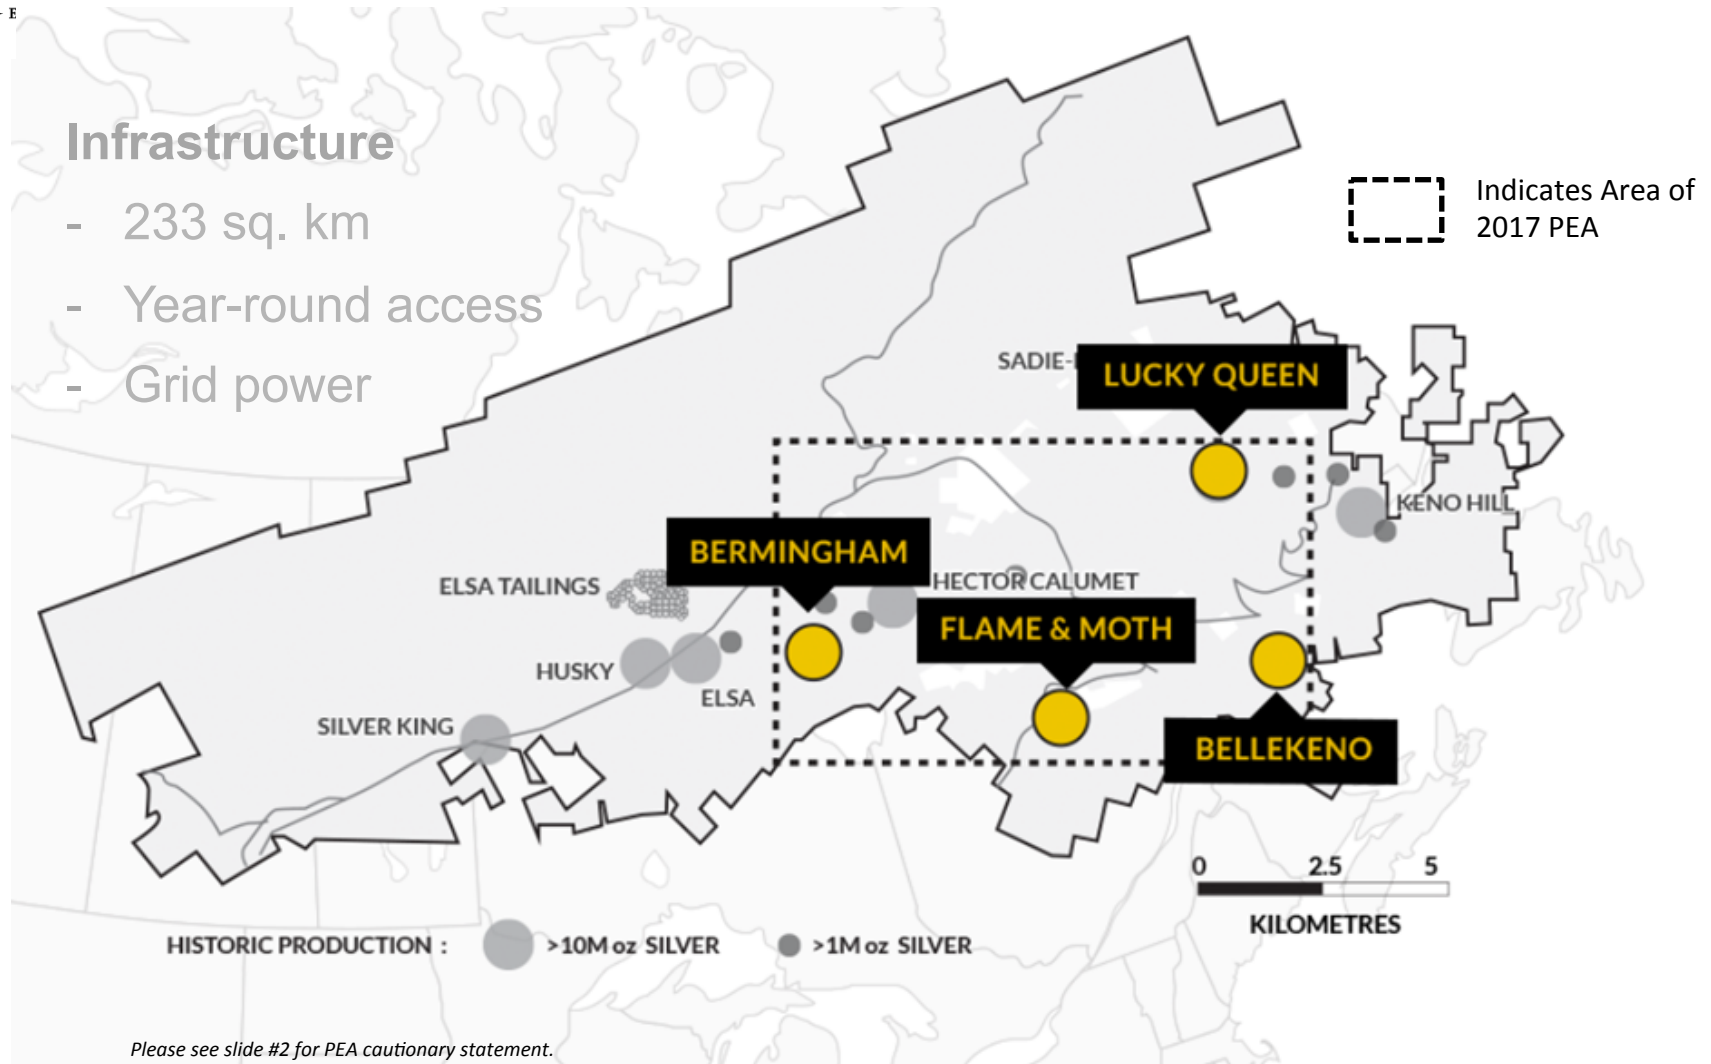 E
Infrastructure
- 233 sq. km
- Year-round access
- Grid power
Indicates Area of
2017 PEA
SADIE-
LUCKY QUEEN
KENO HILL
BERMINGHAM
ELSA TAILINGS
HECTOR CALUMET
FLAME & MOTH
HUSKY
ELSA
SILVER KING
BELLEKENO
0 2.5 5
KILOMETRES
HISTORIC PRODUCTION : >10M oz SILVER >1M oz SILVER
Please see slide #2 for PEA cautionary statement.